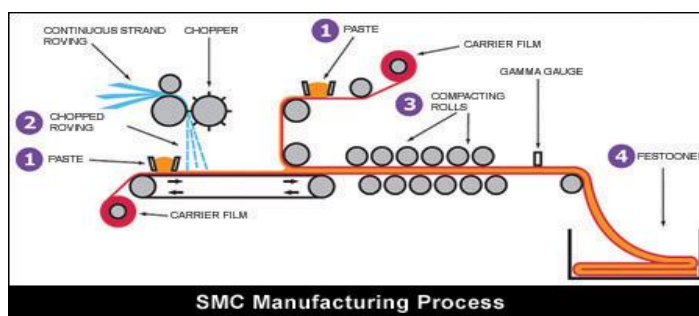 CONTINUOUS STRAND
ROVING
CHOPPER
1 PASTE
CARRIER FILM
GAMMA GAUGE
2 CHOPPED
ROVING
3 COMPACTING
ROLLS
1 PASTE
4 FESTOONER
CARRIER FILM
SMC Manufacturing Process